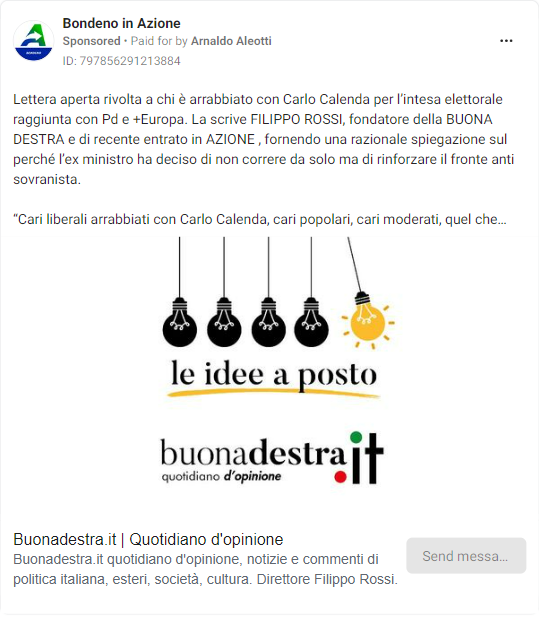 Bondeno in Azione
Sponsored • Paid for by Arnaldo Aleotti
ID: 797856291213884
Lettera aperta rivolta a chi è arrabbiato con Carlo Calenda per l'intesa elettorale
raggiunta con Pd e +Europa. La scrive FILIPPO ROSSI, fondatore della BUONA
DESTRA e di recente entrato in AZIONE , fornendo una razionale spiegazione sul
perché l'ex ministro ha deciso di non correre da solo ma di rinforzare il fronte anti
sovranista.
"Cari liberali arrabbiati con Carlo Calenda, cari popolari, cari moderati, quel che...
le idee a posto
buonadestra.it
quotidiano d'opinione
Buonadestra.it | Quotidiano d'opinione
Buonadestra.it quotidiano d'opinione, notizie e commenti di
politica italiana, esteri, società, cultura. Direttore Filippo Rossi.
Send messa...